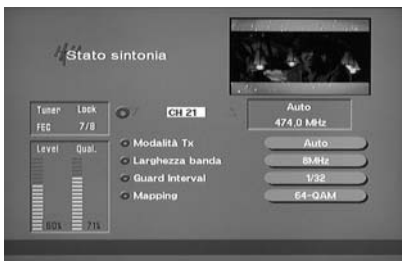 Stato sintonia
Tuner Lock
FEC 7/8
CH 21
Auto
474,0 MHz
Level Qual.
Modalità Tx Auto
Larghezza banda 8MHz
Guard Interval 1/32
Mapping 64-QAM
80% 71%